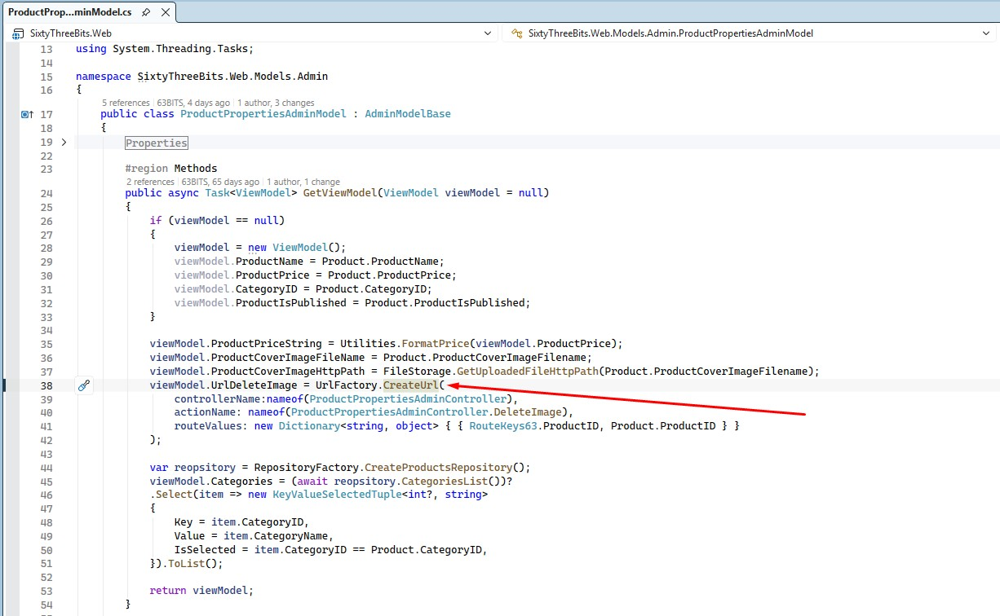 ProductProp...minModel.cs
SixtyThreeBits.Web
SixtyThreeBits.Web.Models.Admin.ProductPropertiesAdminModel
13 using System.Threading.Tasks;
14
15 namespace SixtyThreeBits.Web.Models.Admin
16 {
5 references | 63BITS, 4 days ago | 1 author, 3 changes
17 public class ProductPropertiesAdminModel : AdminModelBase
18 {
19 Properties
22
23 #region Methods
2 references | 63BITS, 65 days ago | 1 author, 1 change
24 public async Task<ViewModel> GetViewModel(ViewModel viewModel = null)
25 {
26 if (viewModel == null)
27 {
28 viewModel = new ViewModel();
29 viewModel.ProductName = Product.ProductName;
30 viewModel.ProductPrice = Product.ProductPrice;
31 viewModel.CategoryID = Product.CategoryID;
32 viewModel.ProductIsPublished = Product.ProductIsPublished;
33 }
34
35 viewModel.ProductPriceString = Utilities.FormatPrice(viewModel.ProductPrice);
36 viewModel.ProductCoverImageFileName = Product.ProductCoverImageFilename;
37 viewModel.ProductCoverImageHttpPath = FileStorage.GetUploadedFileHttpPath(Product.ProductCoverImageFilename);
38 viewModel.UrlDeleteImage = UrlFactory.CreateUrl(
39 controllerName:nameof(ProductPropertiesAdminController),
40 actionName: nameof(ProductPropertiesAdminController.DeleteImage),
41 routeValues: new Dictionary<string, object> { { RouteKeys63.ProductID, Product.ProductID } }
42 );
43
44 var reopsitory = RepositoryFactory.CreateProductsRepository();
45 viewModel.Categories = (await reopsitory.CategoriesList())?
46 .Select(item => new KeyValueSelectedTuple<int?, string>
47 {
48 Key = item.CategoryID,
49 Value = item.CategoryName,
50 IsSelected = item.CategoryID == Product.CategoryID,
51 }).ToList();
52
53 return viewModel;
54 }